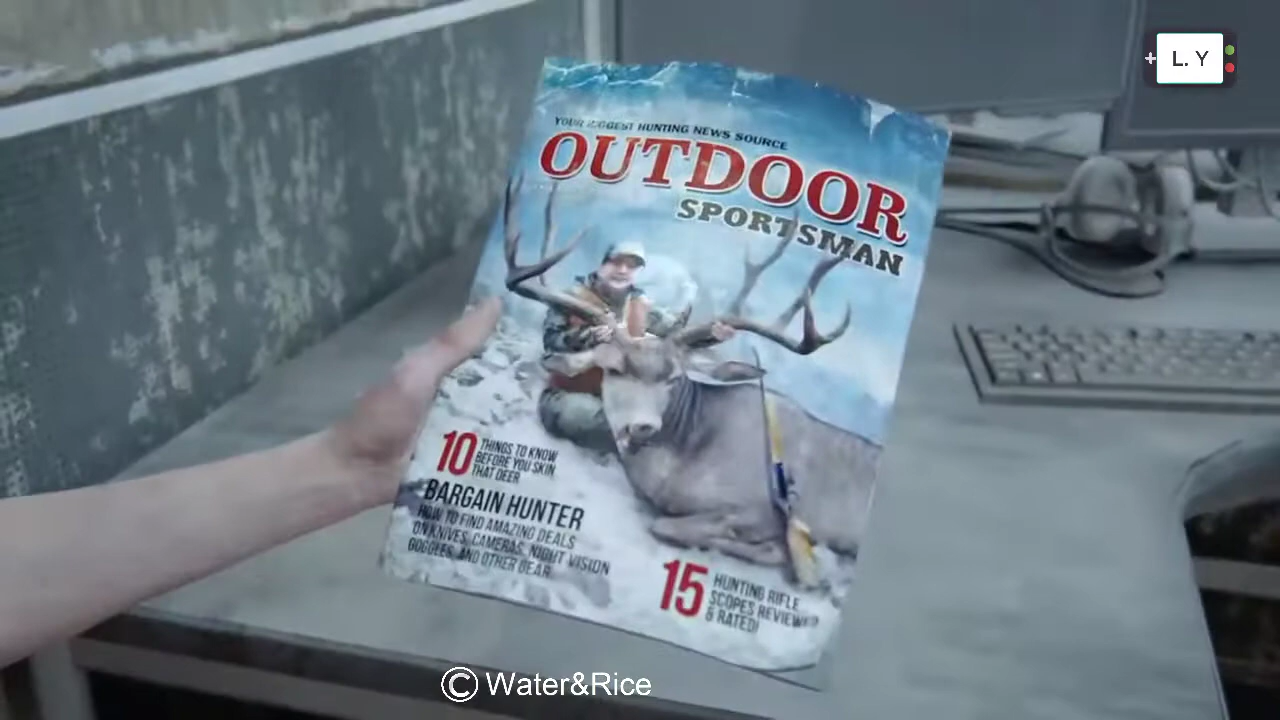 L. Y
YOUR BIGGEST HUNTING NEWS SOURCE
OUTDOOR
SPORTSMAN
10 THINGS TO KNOW
BEFORE YOU SKIN
THAT DEER
BARGAIN HUNTER
HOW TO FIND AMAZING DEALS
ON KNIVES, CAMERAS, NIGHT VISION
GOGGLES, AND OTHER GEAR
15 HUNTING RIFLE
SCOPES REVIEWED
& RATED!
© Water&Rice